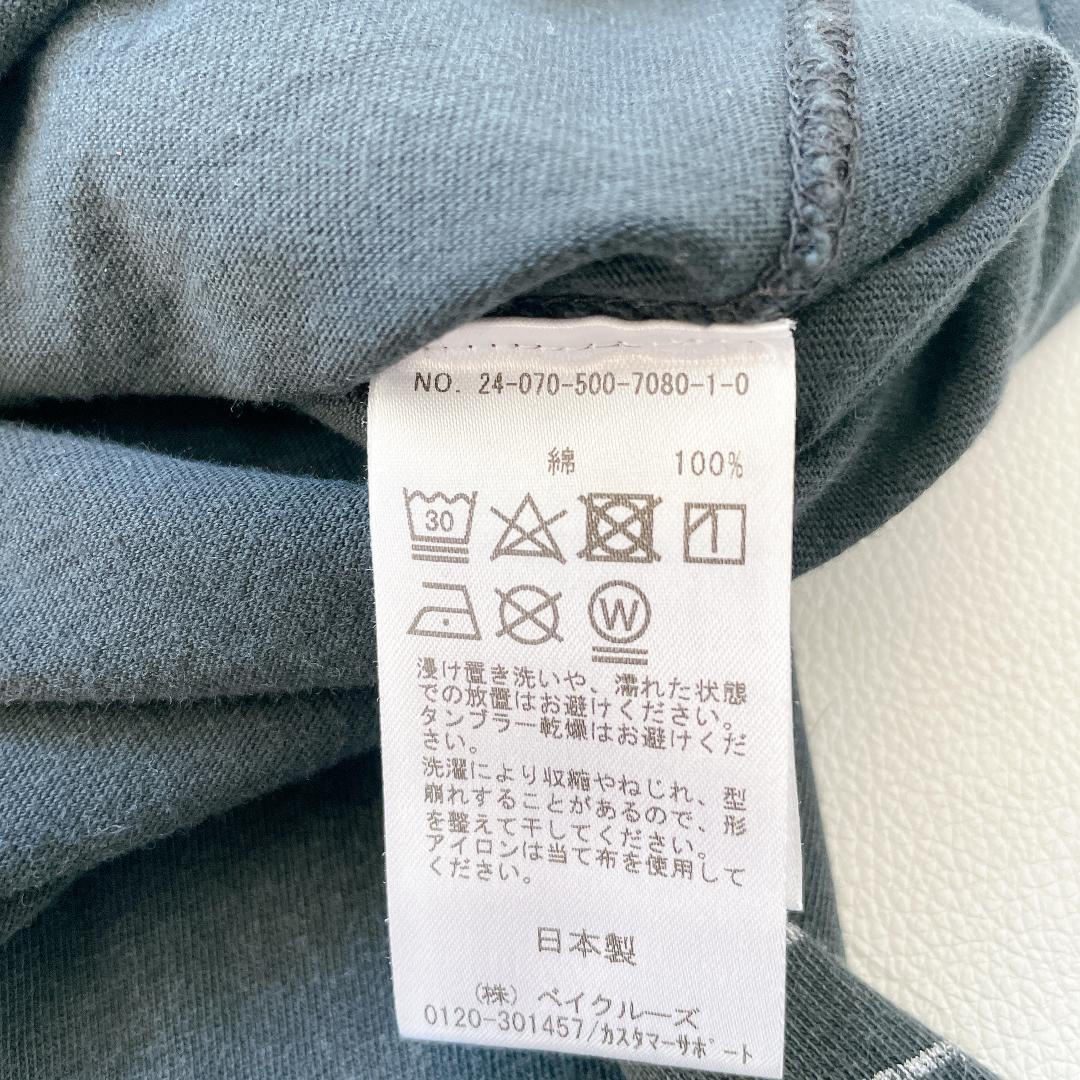 NO. 24-070-500-7080-1-0
綿 100%
30
W
浸け置き洗いや、濡れた状態
での放置はお避けください。
タンブラー乾燥はお避けくだ
さい。
洗濯により収縮やねじれ、型
崩れすることがあるので、形
を整えて干してください。
アイロンは当て布を使用して
ください。
日本製
(株) ベイクルーズ
0120-301457/カスタマーサポート